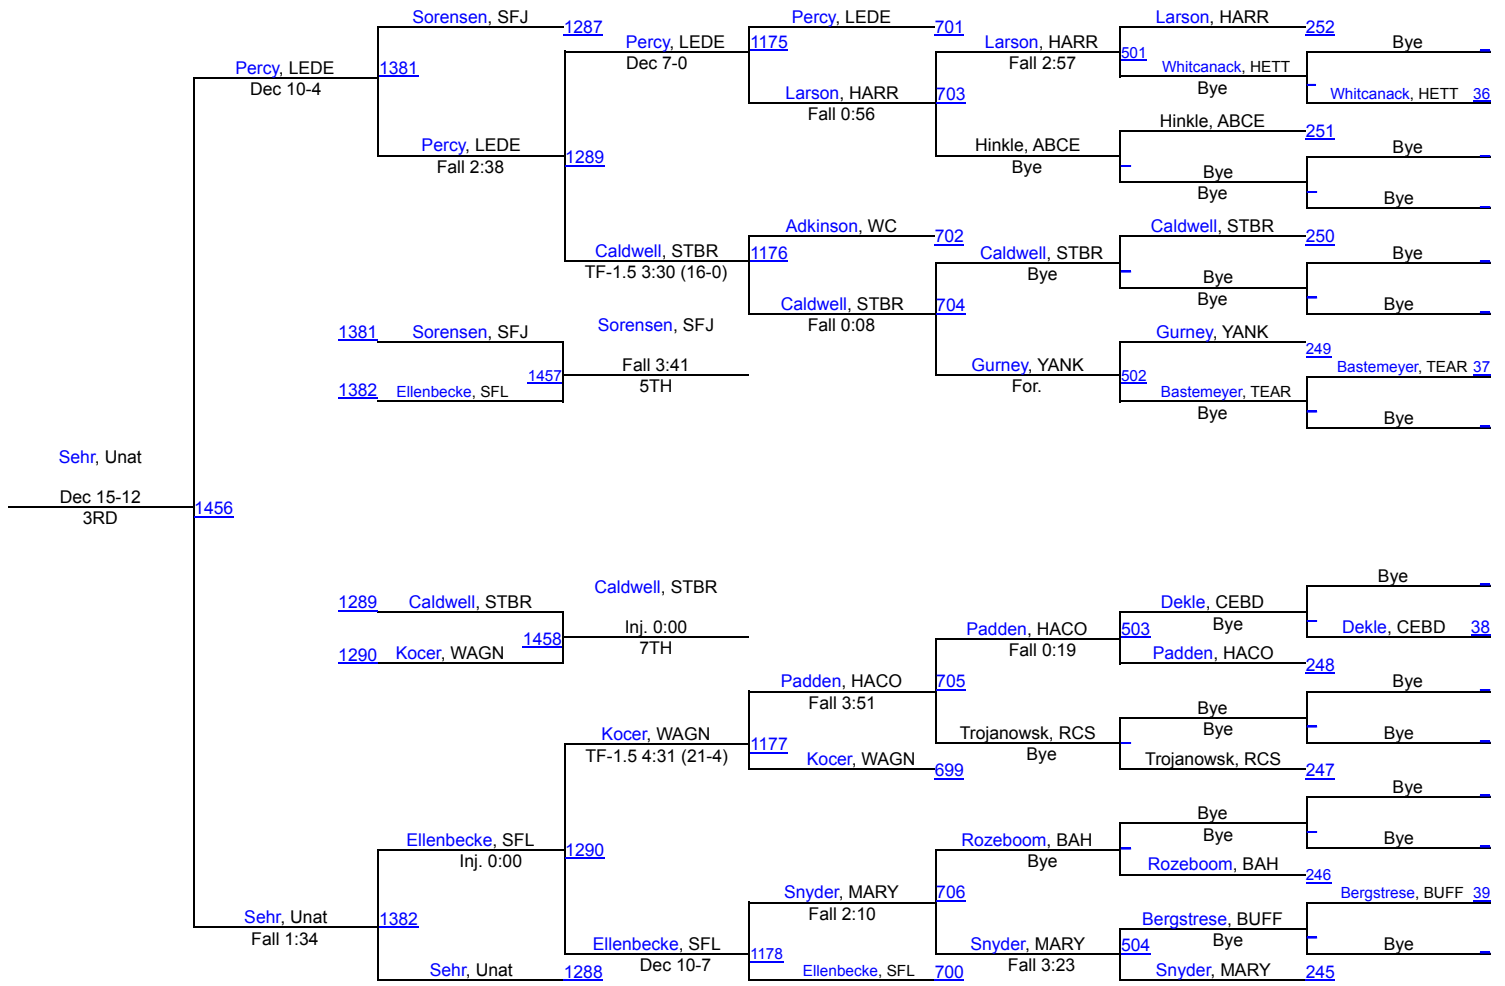 Sorensen, SFJ 1287 Percy, LEDE 701 Larson, HARR 252
Percy, LEDE 1175 Larson, HARR 501 Bye
Percy, LEDE 1381 Dec 7-0 Fall 2:57 Whitcanack, HETT
Dec 10-4 Larson, HARR 703 Bye Whitcanack, HETT 36
Fall 0:56 Hinkle, ABCE 251
Percy, LEDE 1289 Hinkle, ABCE Bye
Fall 2:38 Bye Bye
Bye Bye
Adkinson, WC 702 Caldwell, STBR 250
Caldwell, STBR 1176 Caldwell, STBR Bye
TF-1.5 3:30 (16-0) Bye Bye
Caldwell, STBR 704 Bye Bye
1381 Sorensen, SFJ Sorensen, SFJ Fall 0:08 Gurney, YANK
249
1457 Fall 3:41 Gurney, YANK 502 Bastemeyer, TEAR 37
1382 Ellenbecke, SFL 5TH For. Bastemeyer, TEAR
Bye Bye
Sehr, Unat
Dec 15-12
3RD 1456
Caldwell, STBR Bye
1289 Caldwell, STBR Dekle, CEBD
1458 Inj. 0:00 Padden, HACO 503 Bye Dekle, CEBD 38
1290 Kocer, WAGN 7TH Fall 0:19 Padden, HACO 248
Padden, HACO 705 Bye
Fall 3:51 Bye
Kocer, WAGN 1177 Trojanowsk, RCS Bye Bye
TF-1.5 4:31 (21-4) Kocer, WAGN 699 Bye Trojanowsk, RCS 247
Bye
Bye
Ellenbecke, SFL 1290 Rozeboom, BAH Bye Bye
Inj. 0:00 Bye Rozeboom, BAH 246
Snyder, MARY 706 Bergstrese, BUFF 39
Sehr, Unat 1382 Fall 2:10 Bergstrese, BUFF
Fall 1:34 Ellenbecke, SFL 1178 Snyder, MARY 504 Bye Bye
Sehr, Unat 1288 Dec 10-7 Ellenbecke, SFL 700 Fall 3:23 Snyder, MARY 245